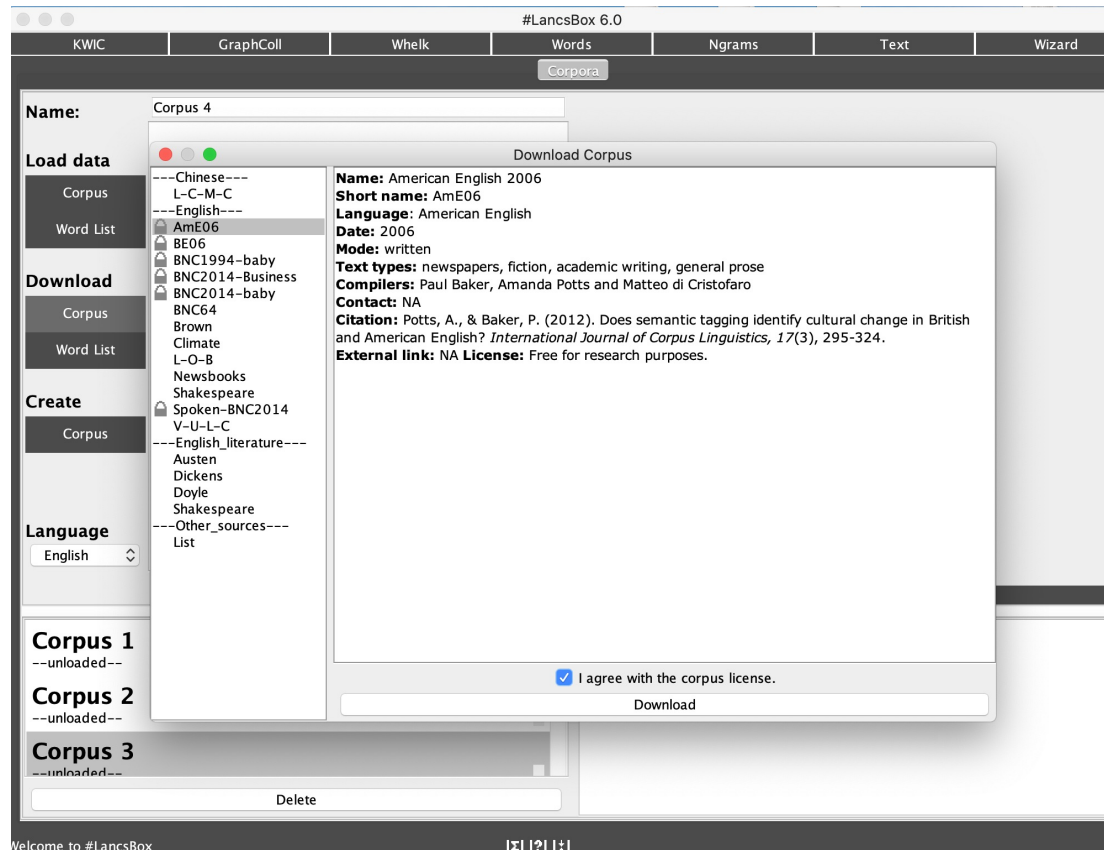 #LancsBox 6.0
KWIC GraphColl Whelk Words Ngrams Text Wizard
Corpora
Name:
Corpus 4
Load data
Corpus
Word List
Download
Corpus
Word List
Create
Corpus
Language
English
Download Corpus
---Chinese---
L-C-M-C
---English---
AmE06
BE06
BNC1994-baby
BNC2014-Business
BNC2014-baby
BNC64
Brown
Climate
L-O-B
Newsbooks
Shakespeare
Spoken-BNC2014
V-U-L-C
---English_literature---
Austen
Dickens
Doyle
Shakespeare
---Other_sources---
List
Name: American English 2006
Short name: AmE06
Language: American English
Date: 2006
Mode: written
Text types: newspapers, fiction, academic writing, general prose
Compilers: Paul Baker, Amanda Potts and Matteo di Cristofaro
Contact: NA
Citation: Potts, A., & Baker, P. (2012). Does semantic tagging identify cultural change in British
and American English? International Journal of Corpus Linguistics, 17(3), 295-324.
External link: NA License: Free for research purposes.
I agree with the corpus license.
Download
Corpus 1
--unloaded--
Corpus 2
--unloaded--
Corpus 3
--unloaded--
Delete
Welcome to #LancsBox